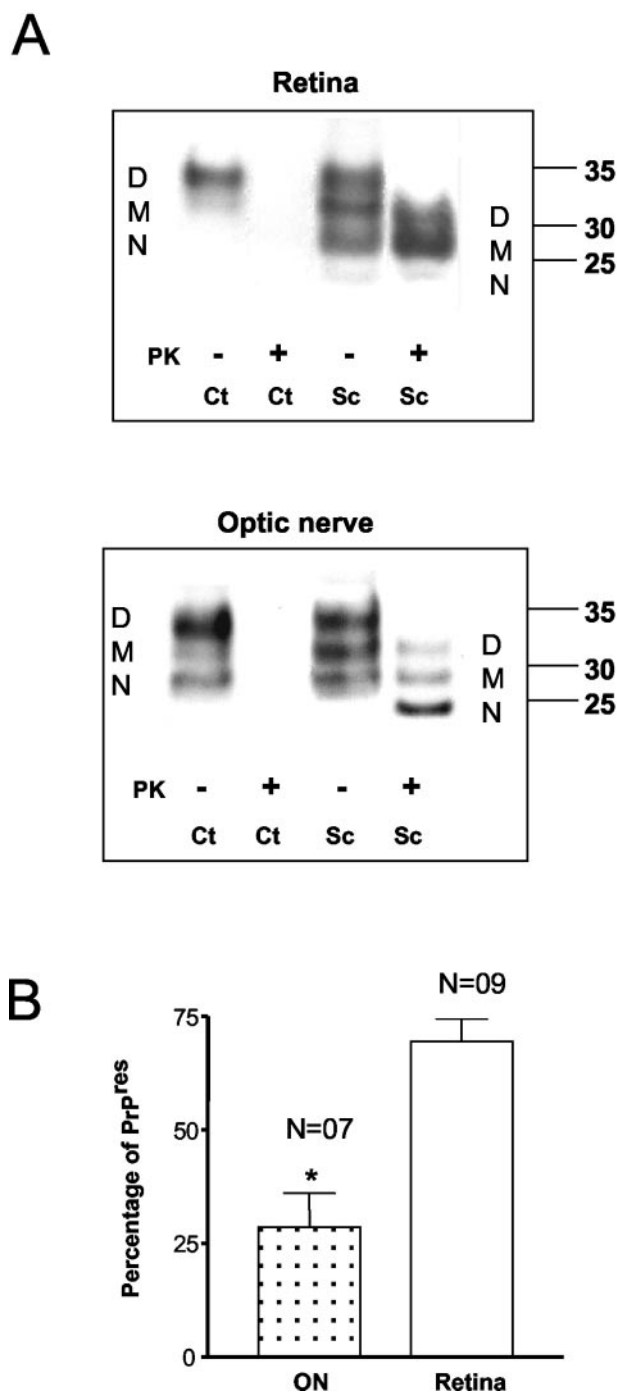 A
Retina
D
M
N
D
M
N
35
30
25
PK - + - +
Ct Ct Sc Sc
Optic nerve
D
M
N
D
M
N
35
30
25
PK - + - +
Ct Ct Sc Sc
B
N=09
N=07
*
Percentage of PrPres
75
50
25
0
ON Retina